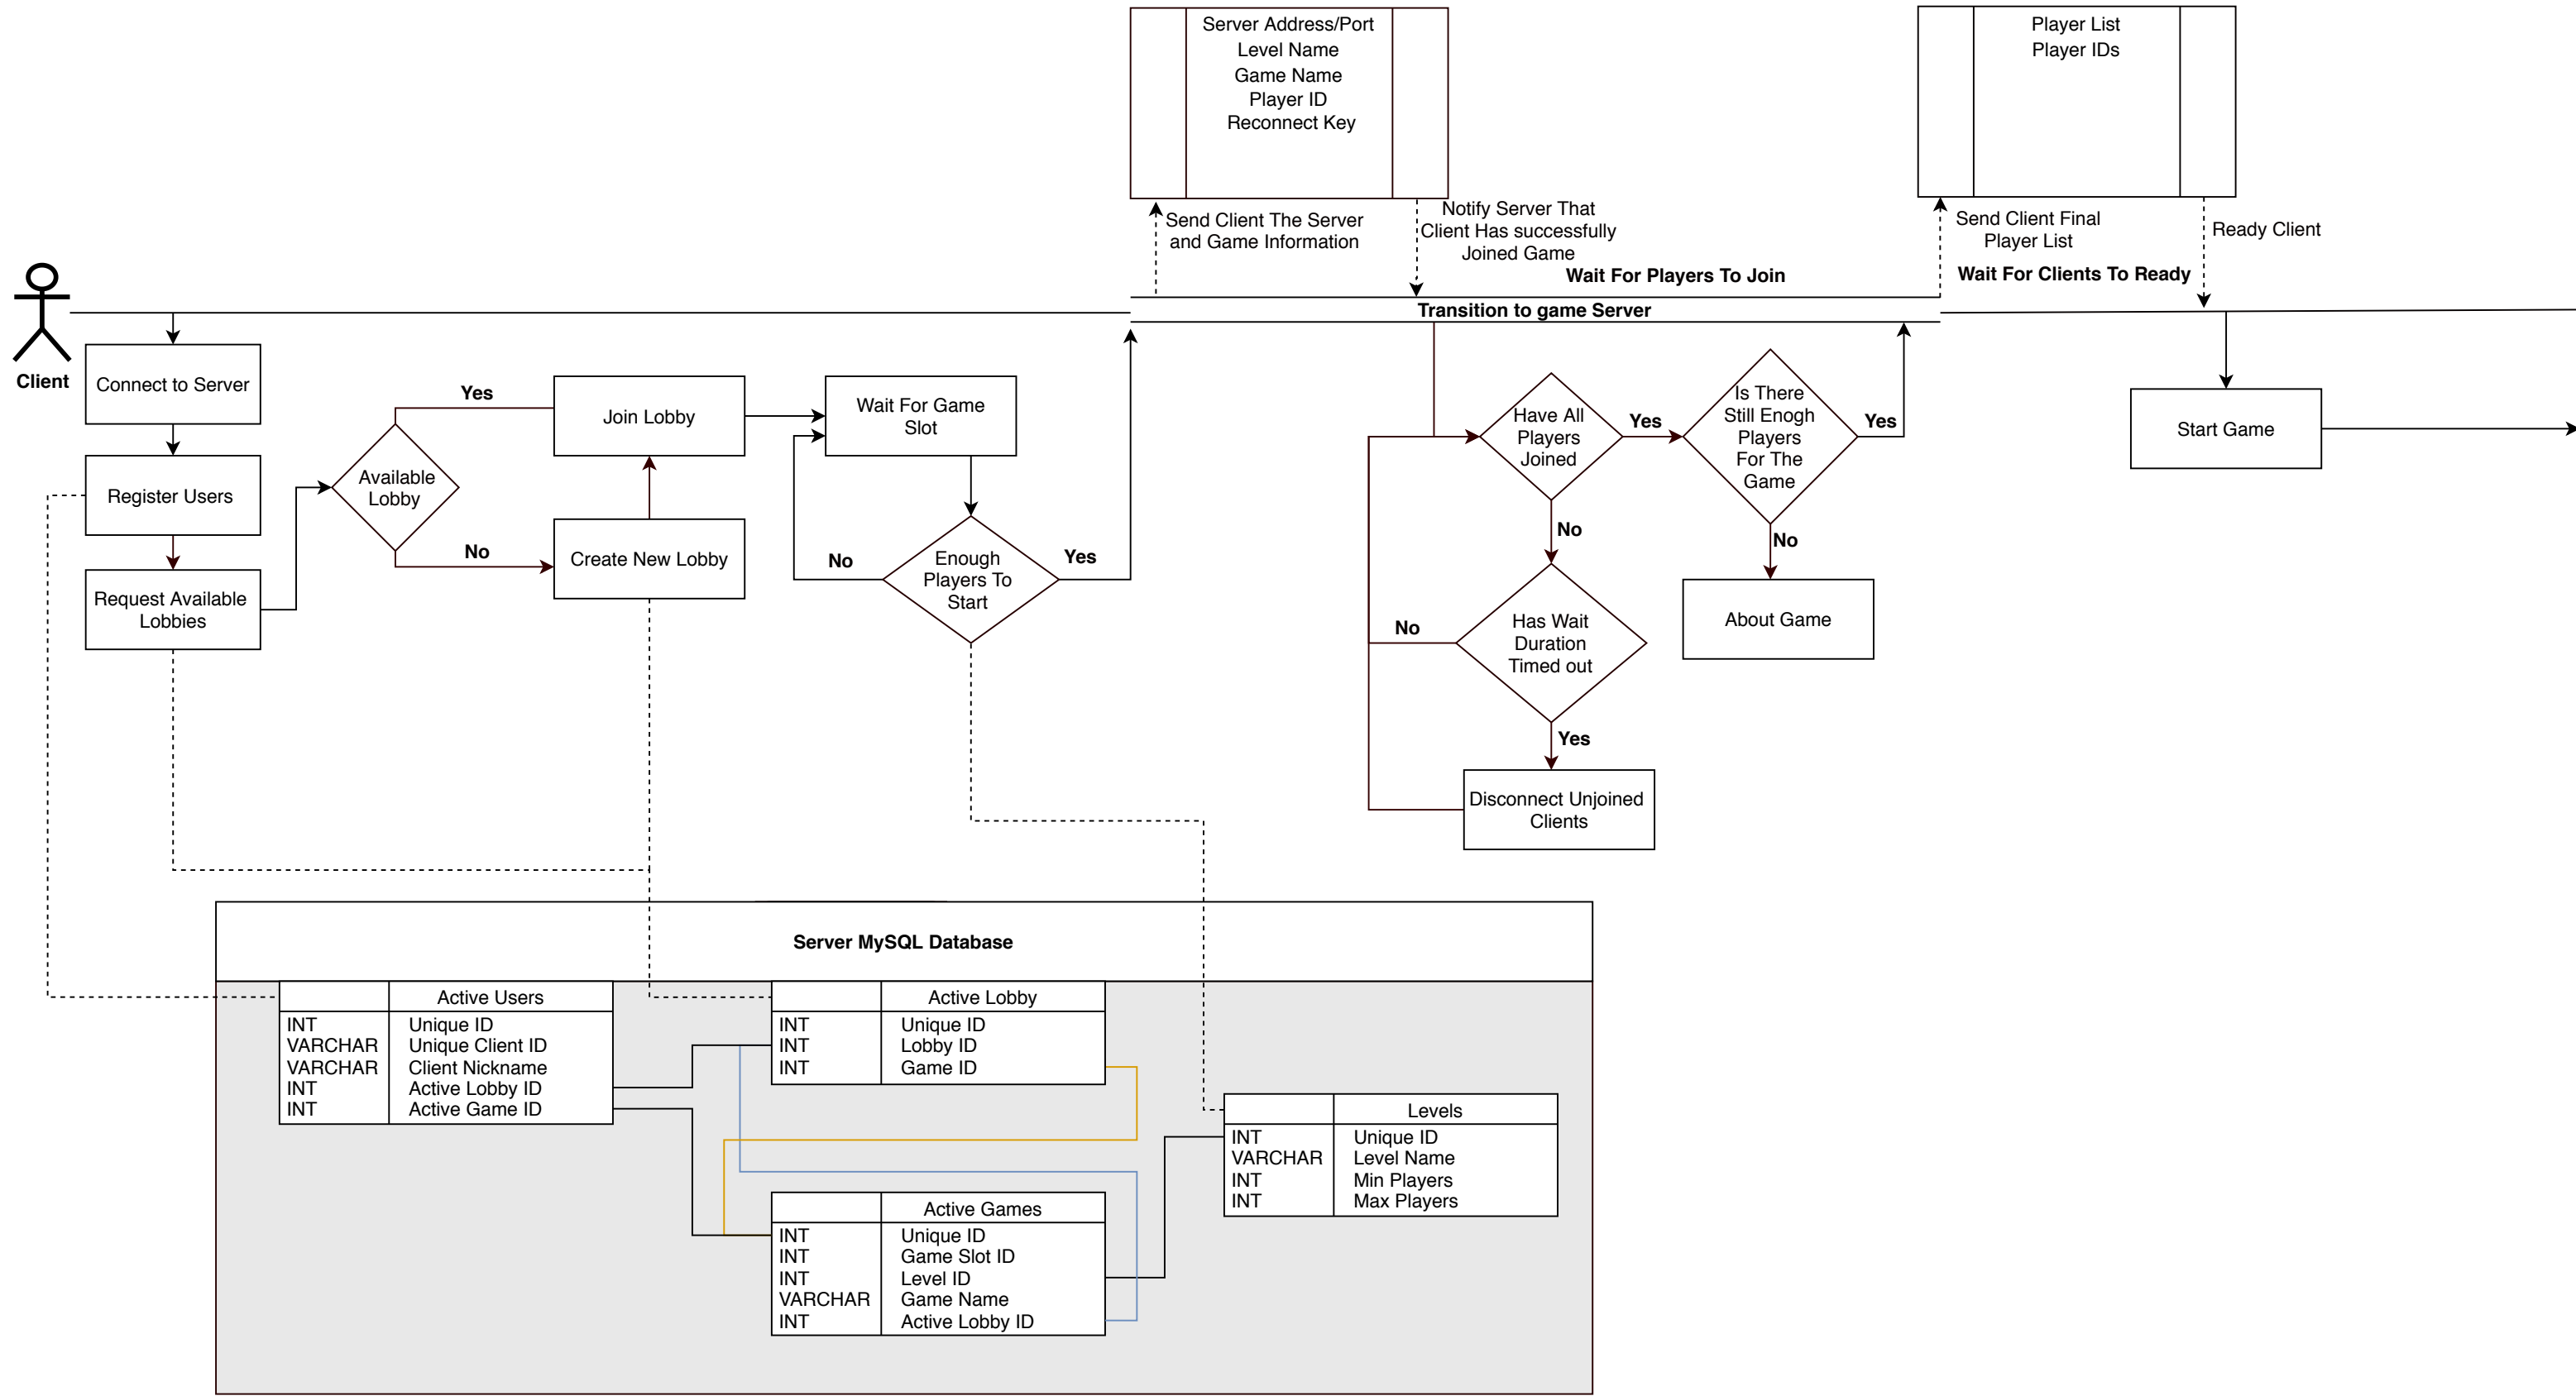 Server Address/Port
Level Name
Game Name
Player ID
Reconnect Key
Player List
Player IDs
Send Client The Server
and Game Information
Notify Server That
Client Has successfully
Joined Game
Wait For Players To Join
Send Client Final
Player List
Ready Client
Wait For Clients To Ready
Transition to game Server
Client
Connect to Server
Register Users
Request Available
Lobbies
Available
Lobby
Yes
No
Join Lobby
Create New Lobby
Wait For Game
Slot
Enough
Players To
Start
No
Yes
Have All
Players
Joined
Yes
No
Is There
Still Enogh
Players
For The
Game
Yes
No
About Game
Has Wait
Duration
Timed out
No
Yes
Disconnect Unjoined
Clients
Start Game
Server MySQL Database
Active Users
INT Unique ID
VARCHAR Unique Client ID
VARCHAR Client Nickname
INT Active Lobby ID
INT Active Game ID
Active Lobby
INT Unique ID
INT Lobby ID
INT Game ID
Levels
INT Unique ID
VARCHAR Level Name
INT Min Players
INT Max Players
Active Games
INT Unique ID
INT Game Slot ID
INT Level ID
VARCHAR Game Name
INT Active Lobby ID